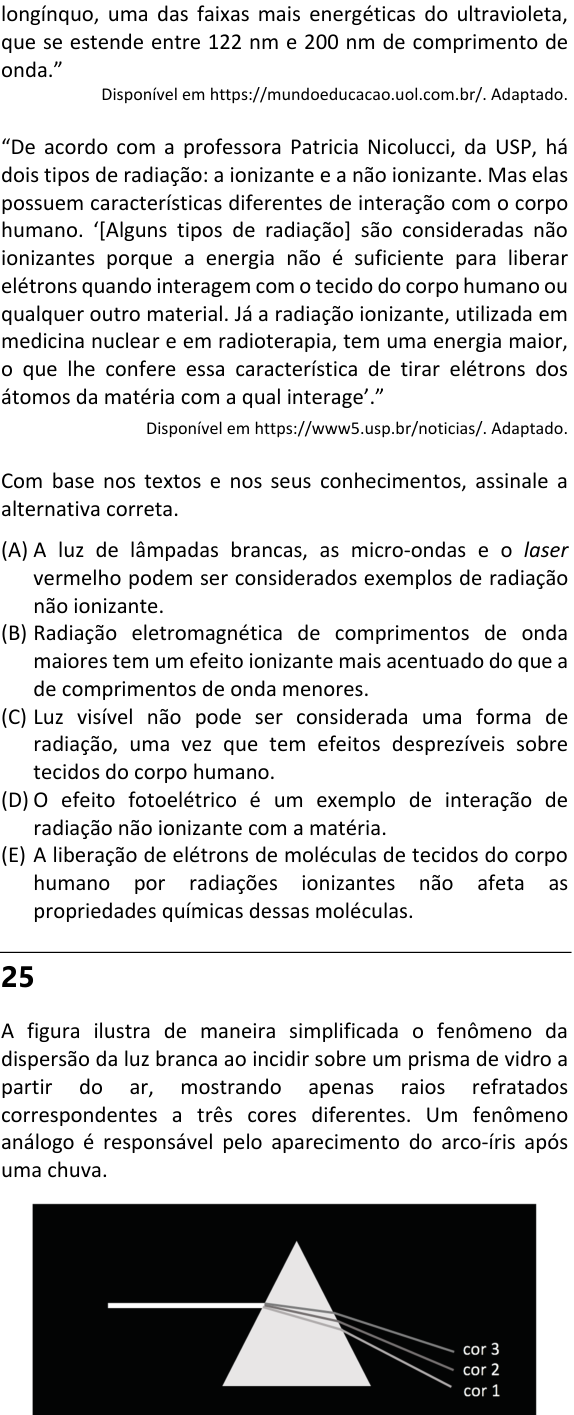 longínquo, uma das faixas mais energéticas do ultravioleta,
que se estende entre 122 nm e 200 nm de comprimento de
onda.”
Disponível em https://mundoeducacao.uol.com.br/. Adaptado.
“De acordo com a professora Patricia Nicolucci, da USP, há
dois tipos de radiação: a ionizante e a não ionizante. Mas elas
possuem características diferentes de interação com o corpo
humano. ‘[Alguns tipos de radiação] são consideradas não
ionizantes porque a energia não é suficiente para liberar
elétrons quando interagem com o tecido do corpo humano ou
qualquer outro material. Já a radiação ionizante, utilizada em
medicina nuclear e em radioterapia, tem uma energia maior,
o que lhe confere essa característica de tirar elétrons dos
átomos da matéria com a qual interage’.”
Disponível em https://www5.usp.br/noticias/. Adaptado.
Com base nos textos e nos seus conhecimentos, assinale a
alternativa correta.
(A) A luz de lâmpadas brancas, as micro-ondas e o laser
vermelho podem ser considerados exemplos de radiação
não ionizante.
(B) Radiação eletromagnética de comprimentos de onda
maiores tem um efeito ionizante mais acentuado do que a
de comprimentos de onda menores.
(C) Luz visível não pode ser considerada uma forma de
radiação, uma vez que tem efeitos desprezíveis sobre
tecidos do corpo humano.
(D) O efeito fotoelétrico é um exemplo de interação de
radiação não ionizante com a matéria.
(E) A liberação de elétrons de moléculas de tecidos do corpo
humano por radiações ionizantes não afeta as
propriedades químicas dessas moléculas.
25
A figura ilustra de maneira simplificada o fenômeno da
dispersão da luz branca ao incidir sobre um prisma de vidro a
partir do ar, mostrando apenas raios refratados
correspondentes a três cores diferentes. Um fenômeno
análogo é responsável pelo aparecimento do arco-íris após
uma chuva.
cor 3
cor 2
cor 1